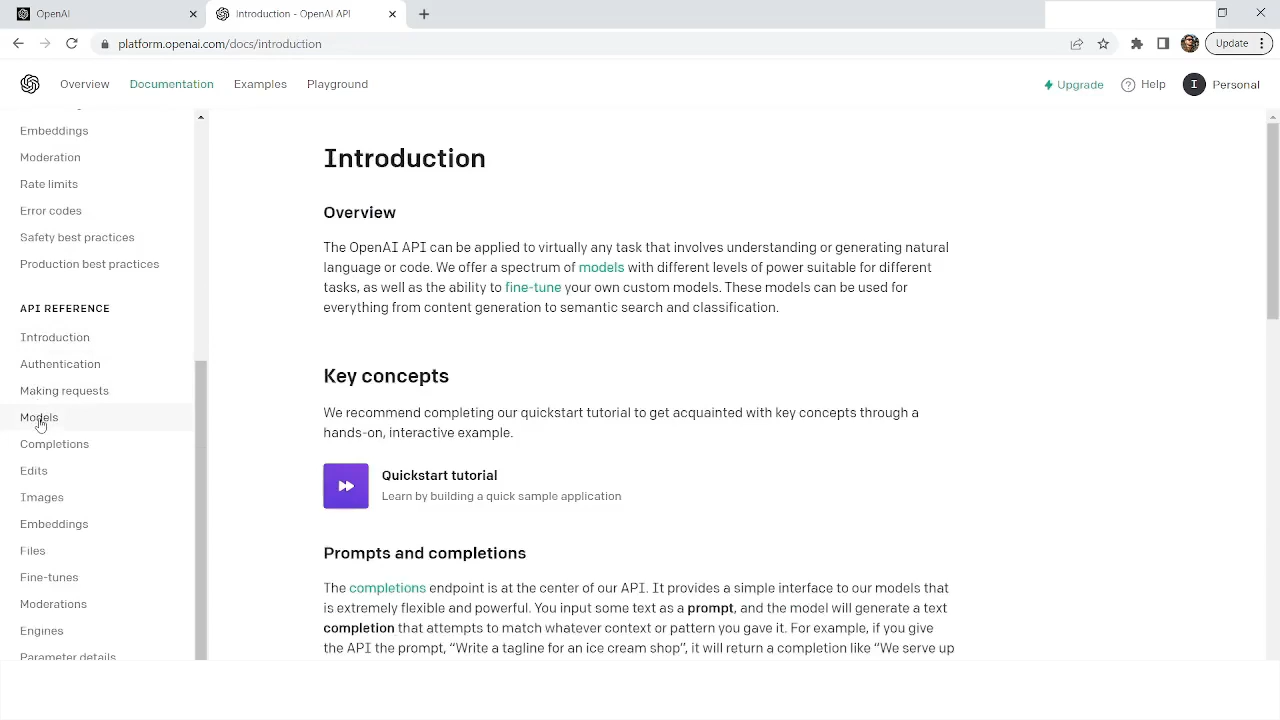 OpenAI
Introduction - OpenAI API
platform.openai.com/docs/introduction
Update
Overview
Documentation
Examples
Playground
Upgrade
Help
I
Personal
Embeddings
Moderation
Rate limits
Error codes
Safety best practices
Production best practices
API REFERENCE
Introduction
Authentication
Making requests
Models
Completions
Edits
Images
Embeddings
Files
Fine-tunes
Moderations
Engines
Parameter details
Introduction
Overview
The OpenAI API can be applied to virtually any task that involves understanding or generating natural
language or code. We offer a spectrum of models with different levels of power suitable for different
tasks, as well as the ability to fine-tune your own custom models. These models can be used for
everything from content generation to semantic search and classification.
Key concepts
We recommend completing our quickstart tutorial to get acquainted with key concepts through a
hands-on, interactive example.
Quickstart tutorial
Learn by building a quick sample application
Prompts and completions
The completions endpoint is at the center of our API. It provides a simple interface to our models that
is extremely flexible and powerful. You input some text as a prompt, and the model will generate a text
completion that attempts to match whatever context or pattern you gave it. For example, if you give
the API the prompt, “Write a tagline for an ice cream shop”, it will return a completion like “We serve up